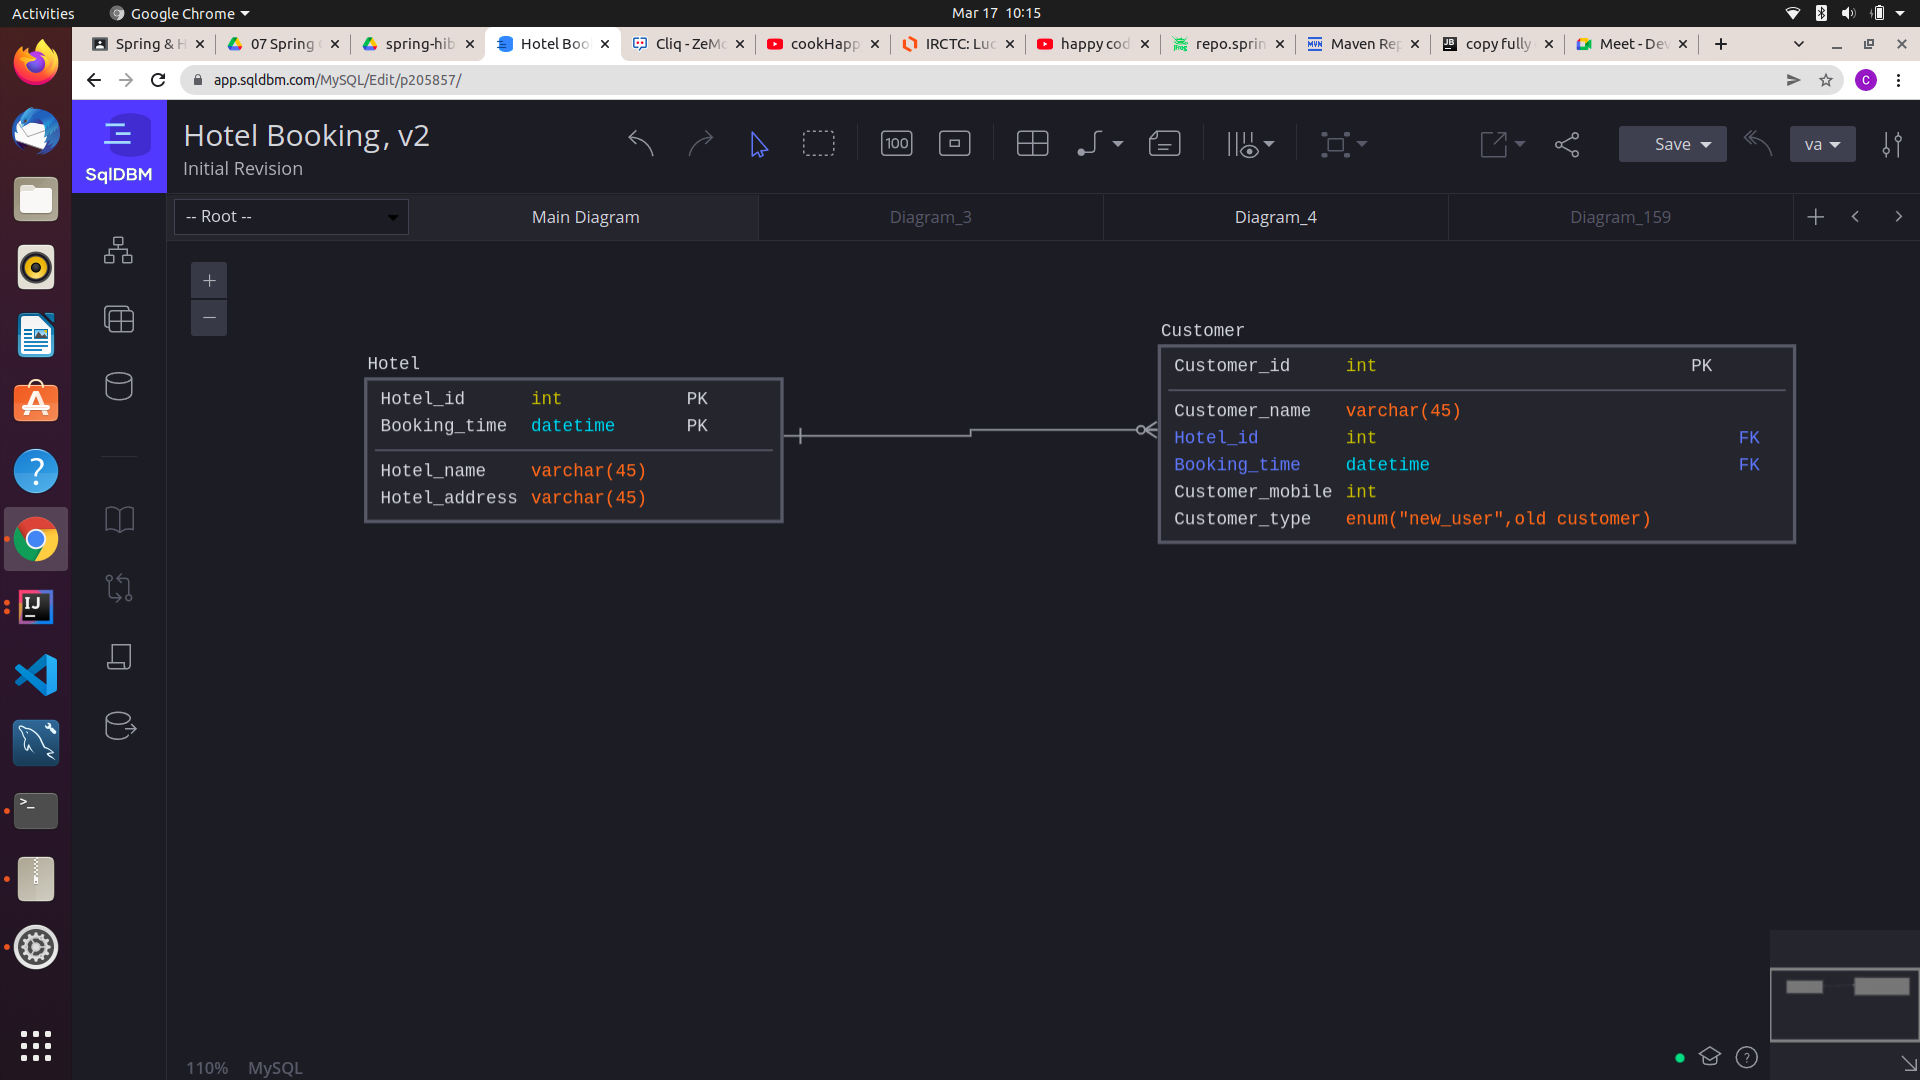 Activities
Google Chrome
Mar 17 10:15
Spring & H
07 Spring
spring-hib
Hotel Boo
Cliq - ZeMo
cookHapp
IRCTC: Luc
happy cod
repo.sprin
Maven Rep
copy fully
Meet - Dev
app.sqldbm.com/MySQL/Edit/p205857/
C
SqlDBM
Hotel Booking, v2
Initial Revision
100
Save
va
-- Root --
Main Diagram
Diagram_3
Diagram_4
Diagram_159
Hotel
Hotel_id int PK
Booking_time datetime PK
Hotel_name varchar(45)
Hotel_address varchar(45)
Customer
Customer_id int PK
Customer_name varchar(45)
Hotel_id int FK
Booking_time datetime FK
Customer_mobile int
Customer_type enum("new_user",old customer)
IJ
110% MySQL